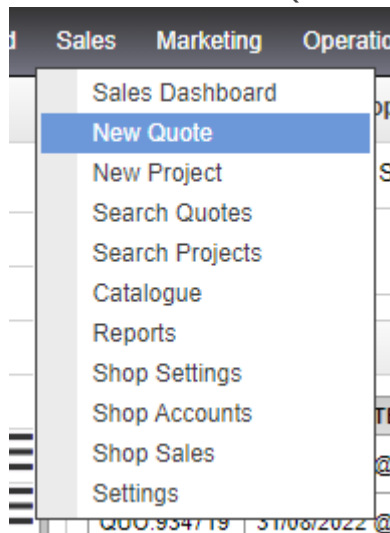 Sales Marketing
Sales Dashboard
New Quote
New Project
Search Quotes
Search Projects
Catalogue
Reports
Shop Settings
Shop Accounts
Shop Sales
@
Settings
31/08/2022 @